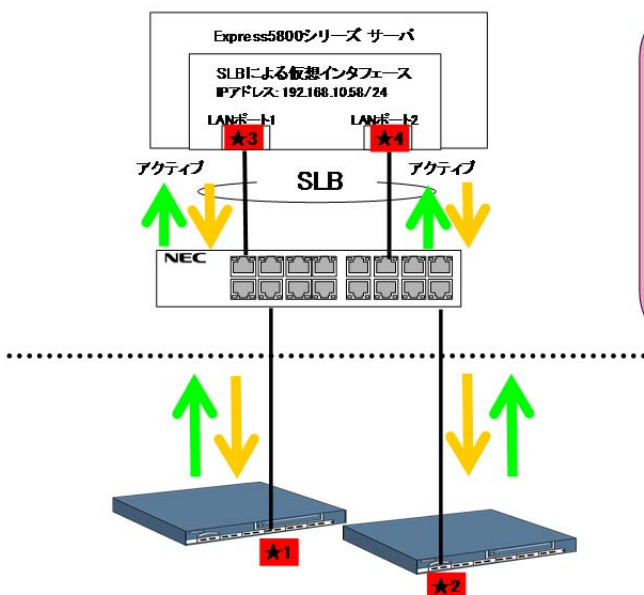 Express5800シリーズ サーバ
SLBによる仮想インタフェース
IPアドレス: 192.168.10.58/24
LANポート1
LANポート2
★3
★4
アクティブ
アクティブ
SLB
NEC
★1
★2